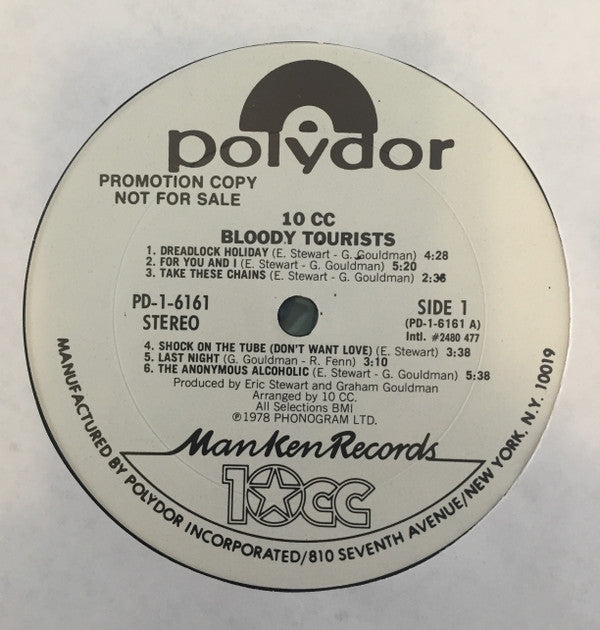 polydor
PROMOTION COPY
NOT FOR SALE
10 CC
BLOODY TOURISTS
1. DREADLOCK HOLIDAY (E. Stewart - G. Gouldman) 4:28
2. FOR YOU AND I (E. Stewart - G. Gouldman) 5:20
3. TAKE THESE CHAINS (E. Stewart - G. Gouldman) 2:36
PD-1-6161
STEREO
SIDE 1
(PD-1-6161 A)
Intl. #2480 477
4. SHOCK ON THE TUBE (DON'T WANT LOVE) (E. Stewart) 3:38
5. LAST NIGHT (G. Gouldman - R. Fenn) 3:10
6. THE ANONYMOUS ALCOHOLIC (E. Stewart - G. Gouldman) 5:38
Produced by Eric Stewart and Graham Gouldman
Arranged by 10 CC.
All Selections BMI
℗1978 PHONOGRAM LTD.
ManKen Records
10cc
MANUFACTURED BY POLYDOR INCORPORATED/810 SEVENTH AVENUE/NEW YORK, N.Y. 10019